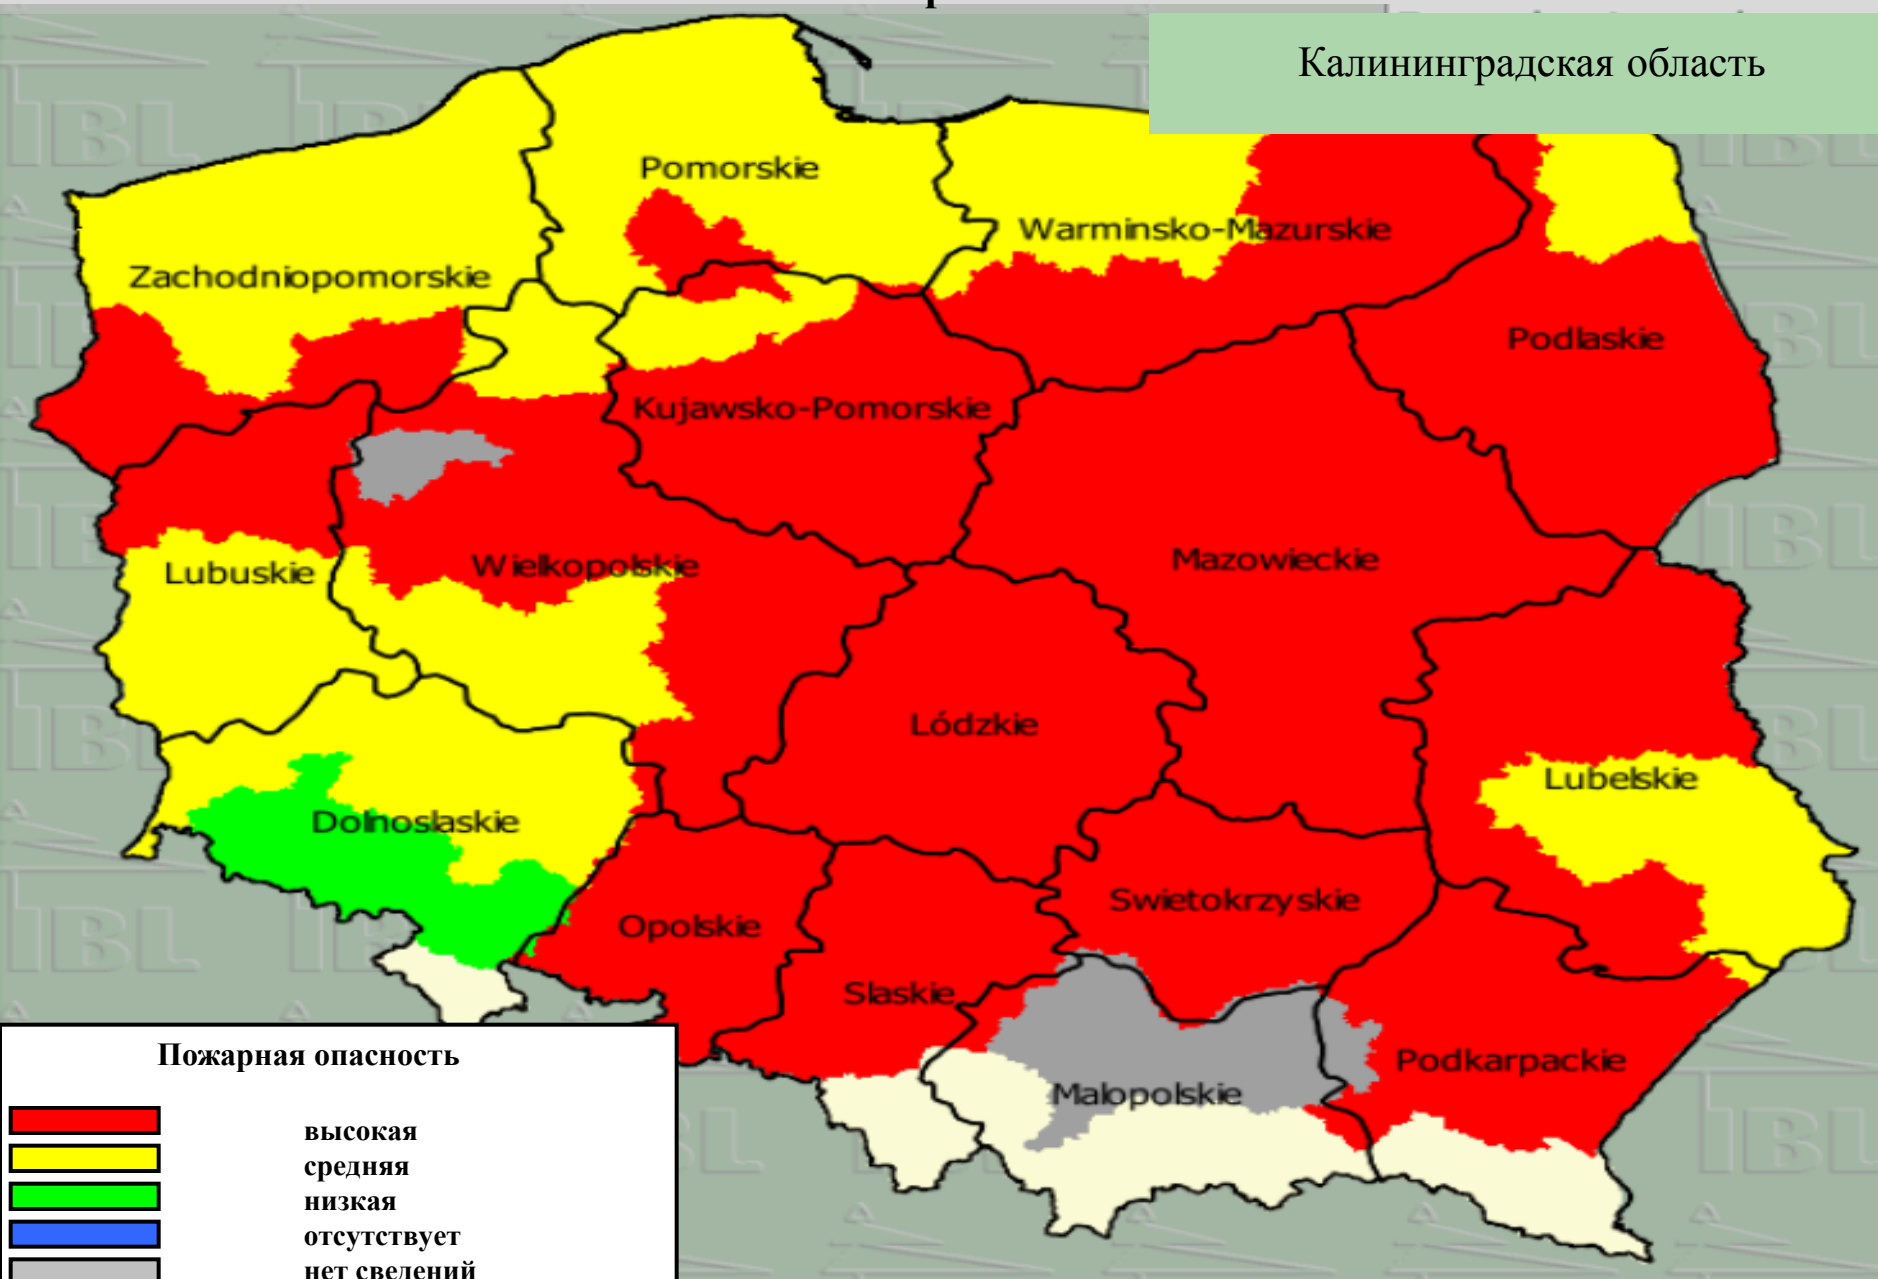 Калининградская область
Pomorskie
Warminsko-Mazurskie
Zachodniopomorskie
Podlaskie
Kujawsko-Pomorskie
Mazowieckie
Wielkopolskie
Lubuskie
Lódzkie
Lubelskie
Dolnoslaskie
Swietokrzyskie
Opolskie
Slaskie
Podkarpackie
Malopolskie
Пожарная опасность
высокая
средняя
низкая
отсутствует
нет сведений
IBL